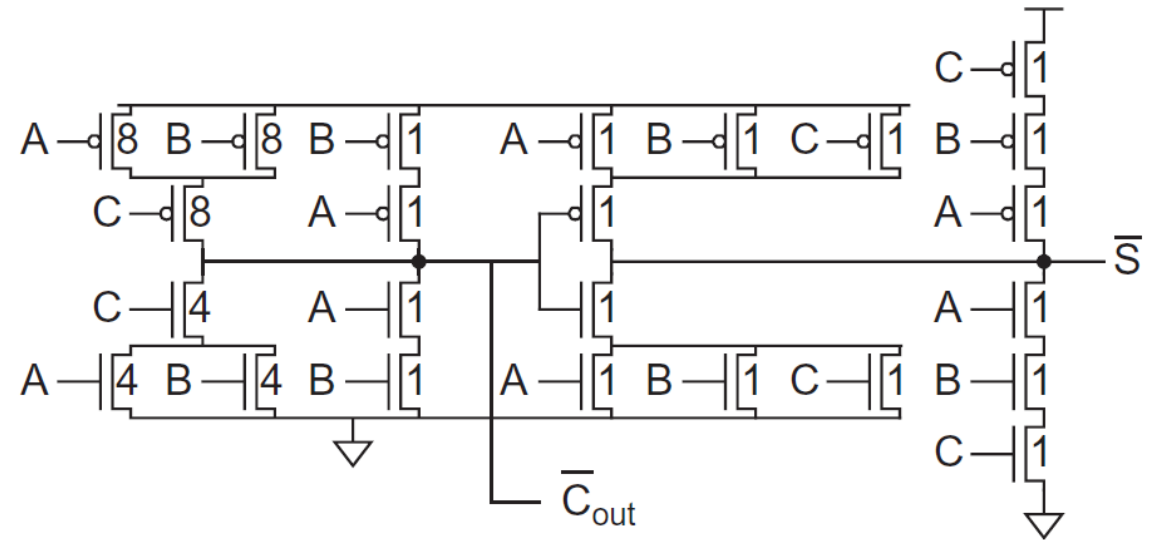 C 1
A 8 B 8 B 1 A 1 B 1 C 1 B 1
C 8 A 1 1 A 1
S̅
C 4 A 1 1 A 1
A 4 B 4 B 1 A 1 B 1 C 1 B 1
C 1
C̅out